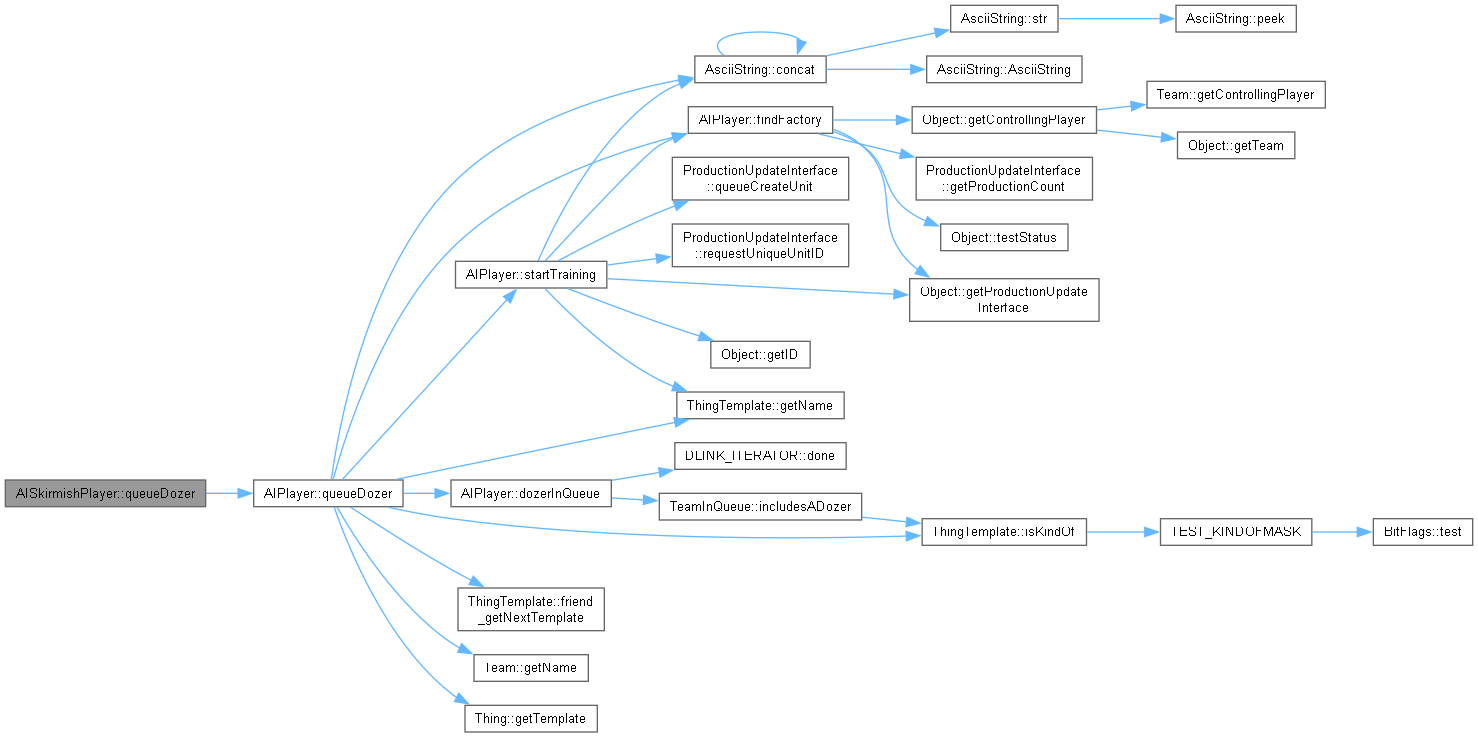 AsciiString::str
AsciiString::peek
AsciiString::concat
AsciiString::AsciiString
Team::getControllingPlayer
AIPlayer::findFactory
Object::getControllingPlayer
Object::getTeam
ProductionUpdateInterface
::queueCreateUnit
ProductionUpdateInterface
::getProductionCount
ProductionUpdateInterface
::requestUniqueUnitID
Object::testStatus
AIPlayer::startTraining
Object::getProductionUpdate
Interface
Object::getID
ThingTemplate::getName
DLINK_ITERATOR::done
AISkirmishPlayer::queueDozer
AIPlayer::queueDozer
AIPlayer::dozerInQueue
TeamInQueue::includesADozer
ThingTemplate::isKindOf
TEST_KINDOFMASK
BitFlags::test
ThingTemplate::friend
_getNextTemplate
Team::getName
Thing::getTemplate